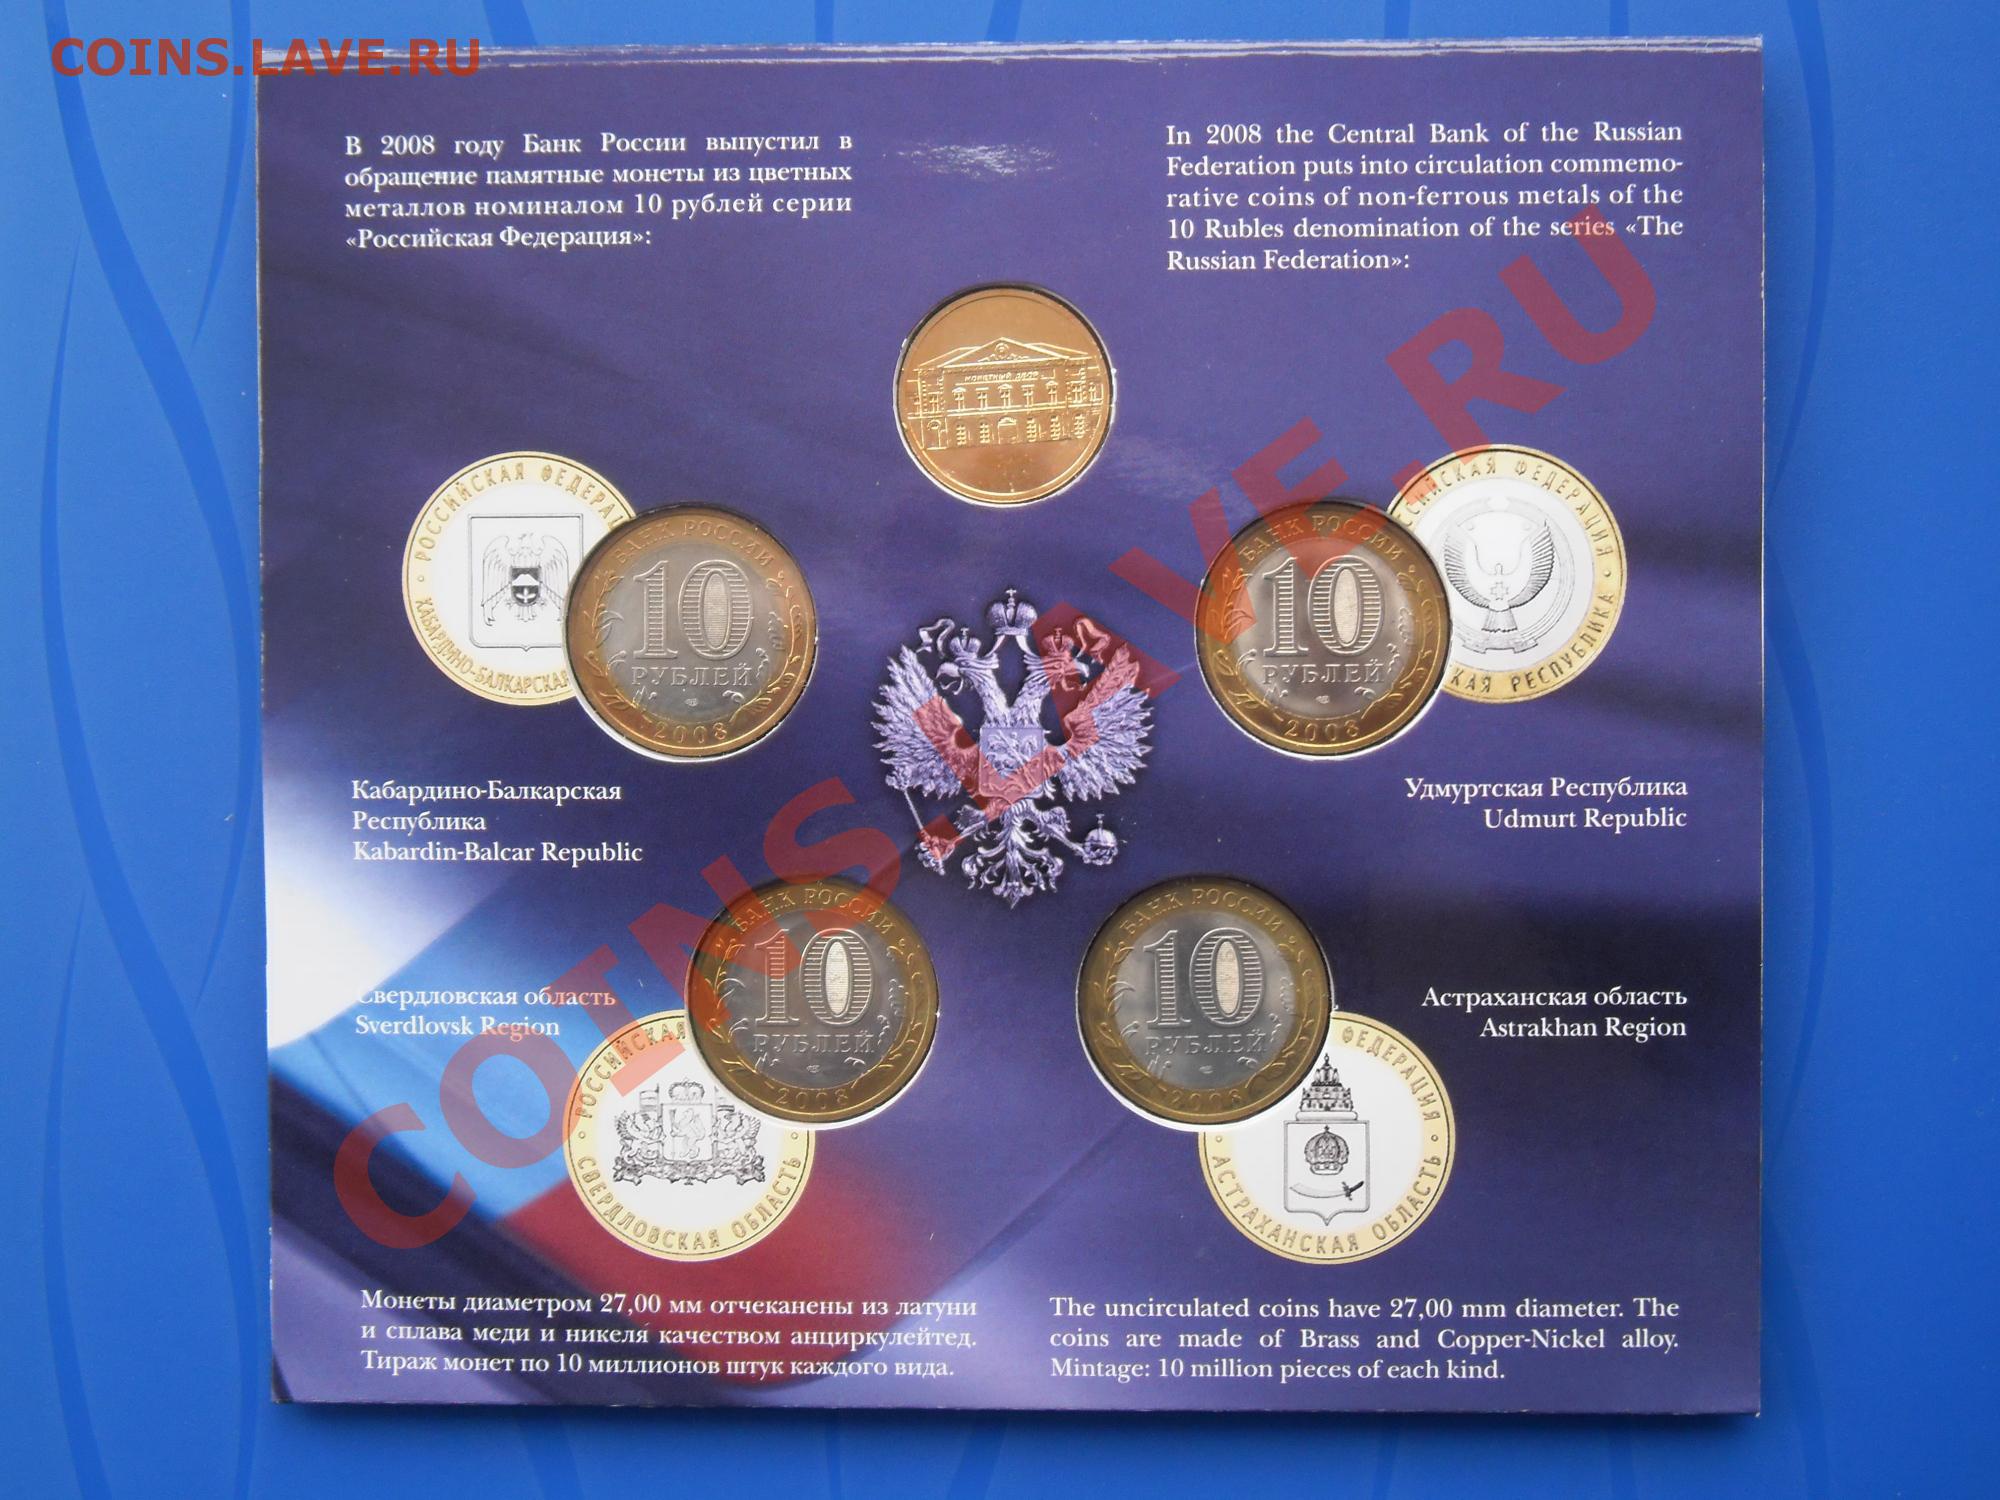 COINS.LAVE.RU
В 2008 году Банк России выпустил в
обращение памятные монеты из цветных
металлов номиналом 10 рублей серии
«Российская Федерация»:
In 2008 the Central Bank of the Russian
Federation puts into circulation commemo-
rative coins of non-ferrous metals of the
10 Rubles denomination of the series «The
Russian Federation»:
МОНЕТНЫЙ ДВОР
РОССИЙСКАЯ ФЕДЕРАЦ
КАБАРДИНО-БАЛКАРСКАЯ
БАНК РОССИИ
10
РУБЛЕЙ
2008
БАНК РОССИИ
10
РУБЛЕЙ
2008
ССИЙСКАЯ ФЕДЕРАЦИЯ
СКАЯ РЕСПУБЛИКА
COINS.LAVE.RU
Кабардино-Балкарская
Республика
Kabardin-Balcar Republic
Удмуртская Республика
Udmurt Republic
Свердловская область
Sverdlovsk Region
БАНК РОССИИ
10
РУБЛЕЙ
2008
РОССИЙСКАЯ
СВЕРДЛОВСКАЯ ОБЛАСТЬ
БАНК РОССИИ
10
РУБЛЕЙ
2008
Астраханская область
Astrakhan Region
ФЕДЕРАЦИЯ
АСТРАХАНСКАЯ ОБЛАСТЬ
Монеты диаметром 27,00 мм отчеканены из латуни
и сплава меди и никеля качеством анциркулейтед.
Тираж монет по 10 миллионов штук каждого вида.
The uncirculated coins have 27,00 mm diameter. The
coins are made of Brass and Copper-Nickel alloy.
Mintage: 10 million pieces of each kind.